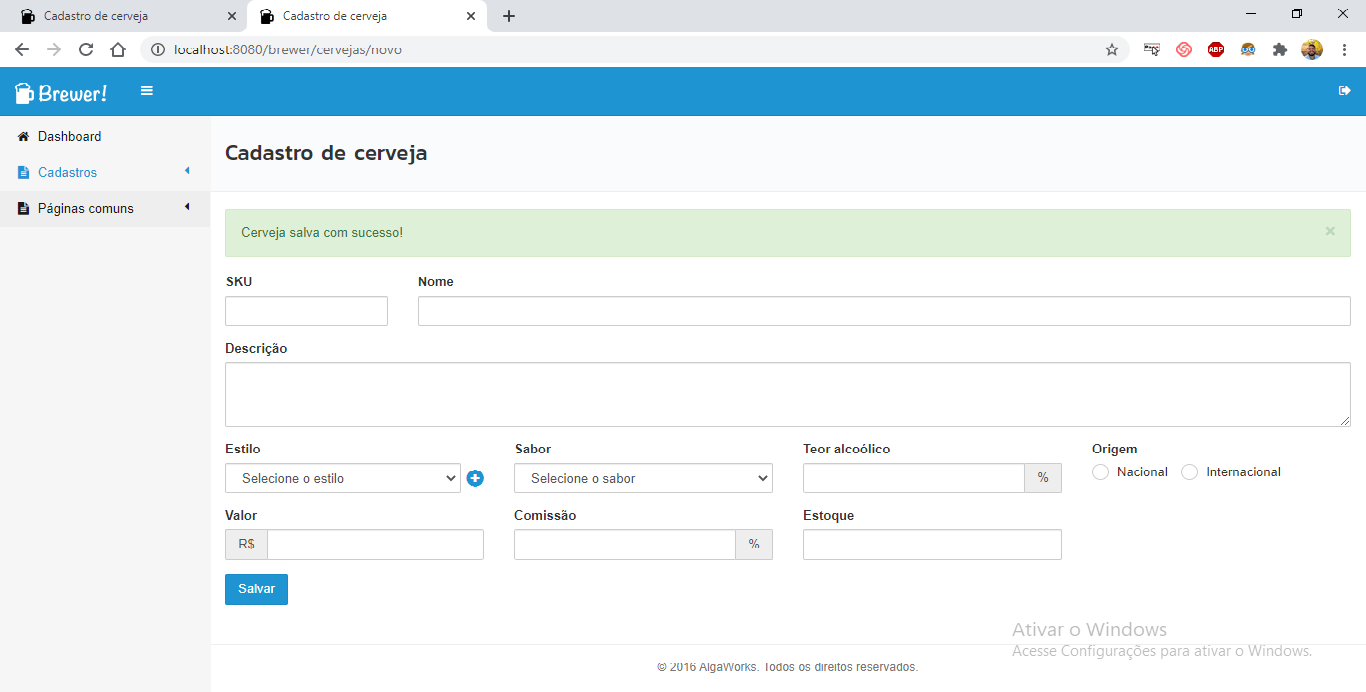 Cadastro de cerveja
Cadastro de cerveja
localhost:8080/brewer/cervejas/novo
ABP
Brewer!
Dashboard
Cadastros
Páginas comuns
Cadastro de cerveja
Cerveja salva com sucesso!
SKU Nome
Descrição
Estilo Sabor Teor alcoólico Origem
Selecione o estilo Selecione o sabor % Nacional Internacional
Valor Comissão Estoque
R$ %
Salvar
Ativar o Windows
Acesse Configurações para ativar o Windows.
© 2016 AlgaWorks. Todos os direitos reservados.